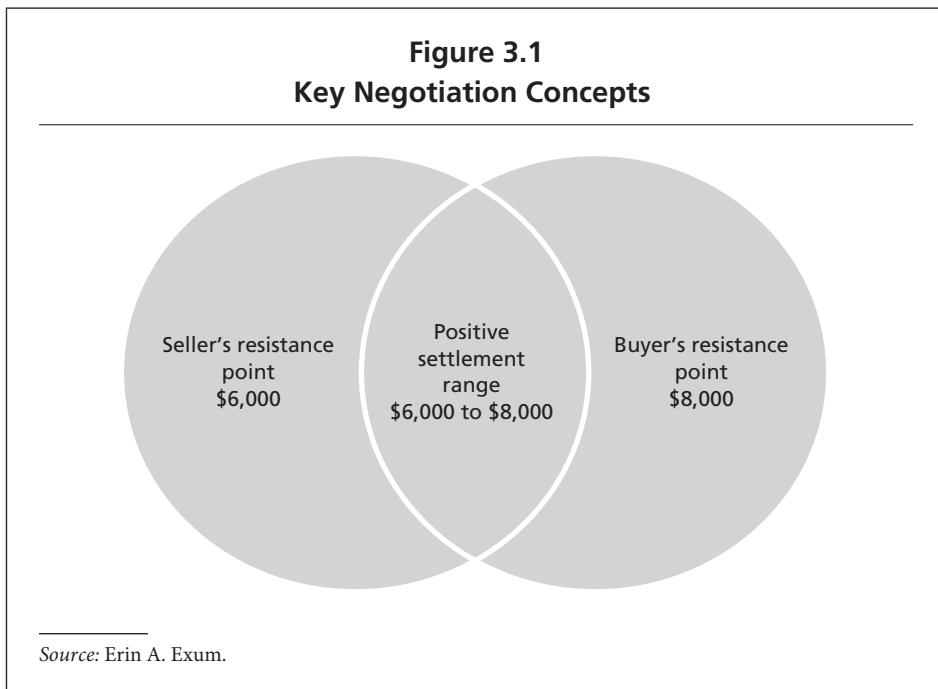 Figure 3.1
Key Negotiation Concepts
Seller's resistance
point
$6,000
Positive
settlement
range
$6,000 to $8,000
Buyer's resistance
point
$8,000
Source: Erin A. Exum.